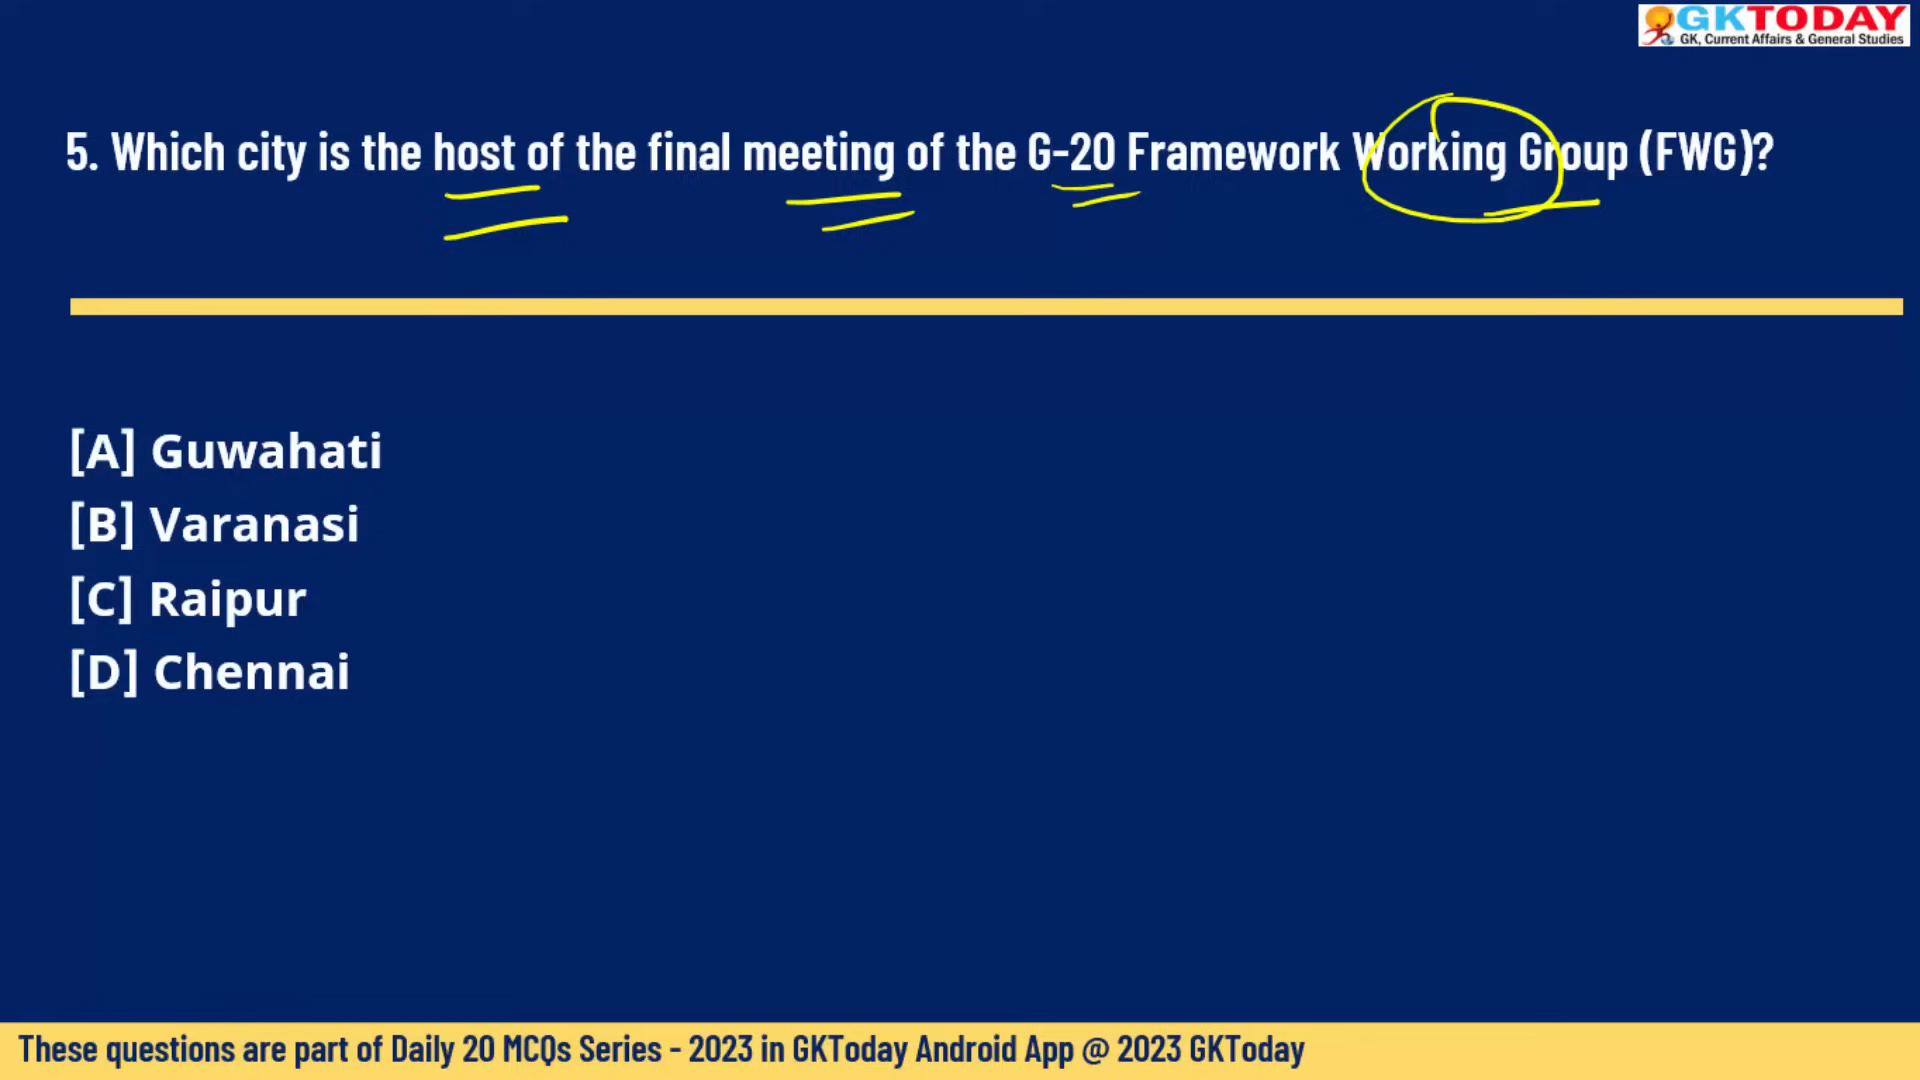 GKTODAY
GK, Current Affairs & General Studies
5. Which city is the host of the final meeting of the G-20 Framework Working Group (FWG)?
[A] Guwahati
[B] Varanasi
[C] Raipur
[D] Chennai
These questions are part of Daily 20 MCQs Series - 2023 in GKToday Android App @ 2023 GKToday